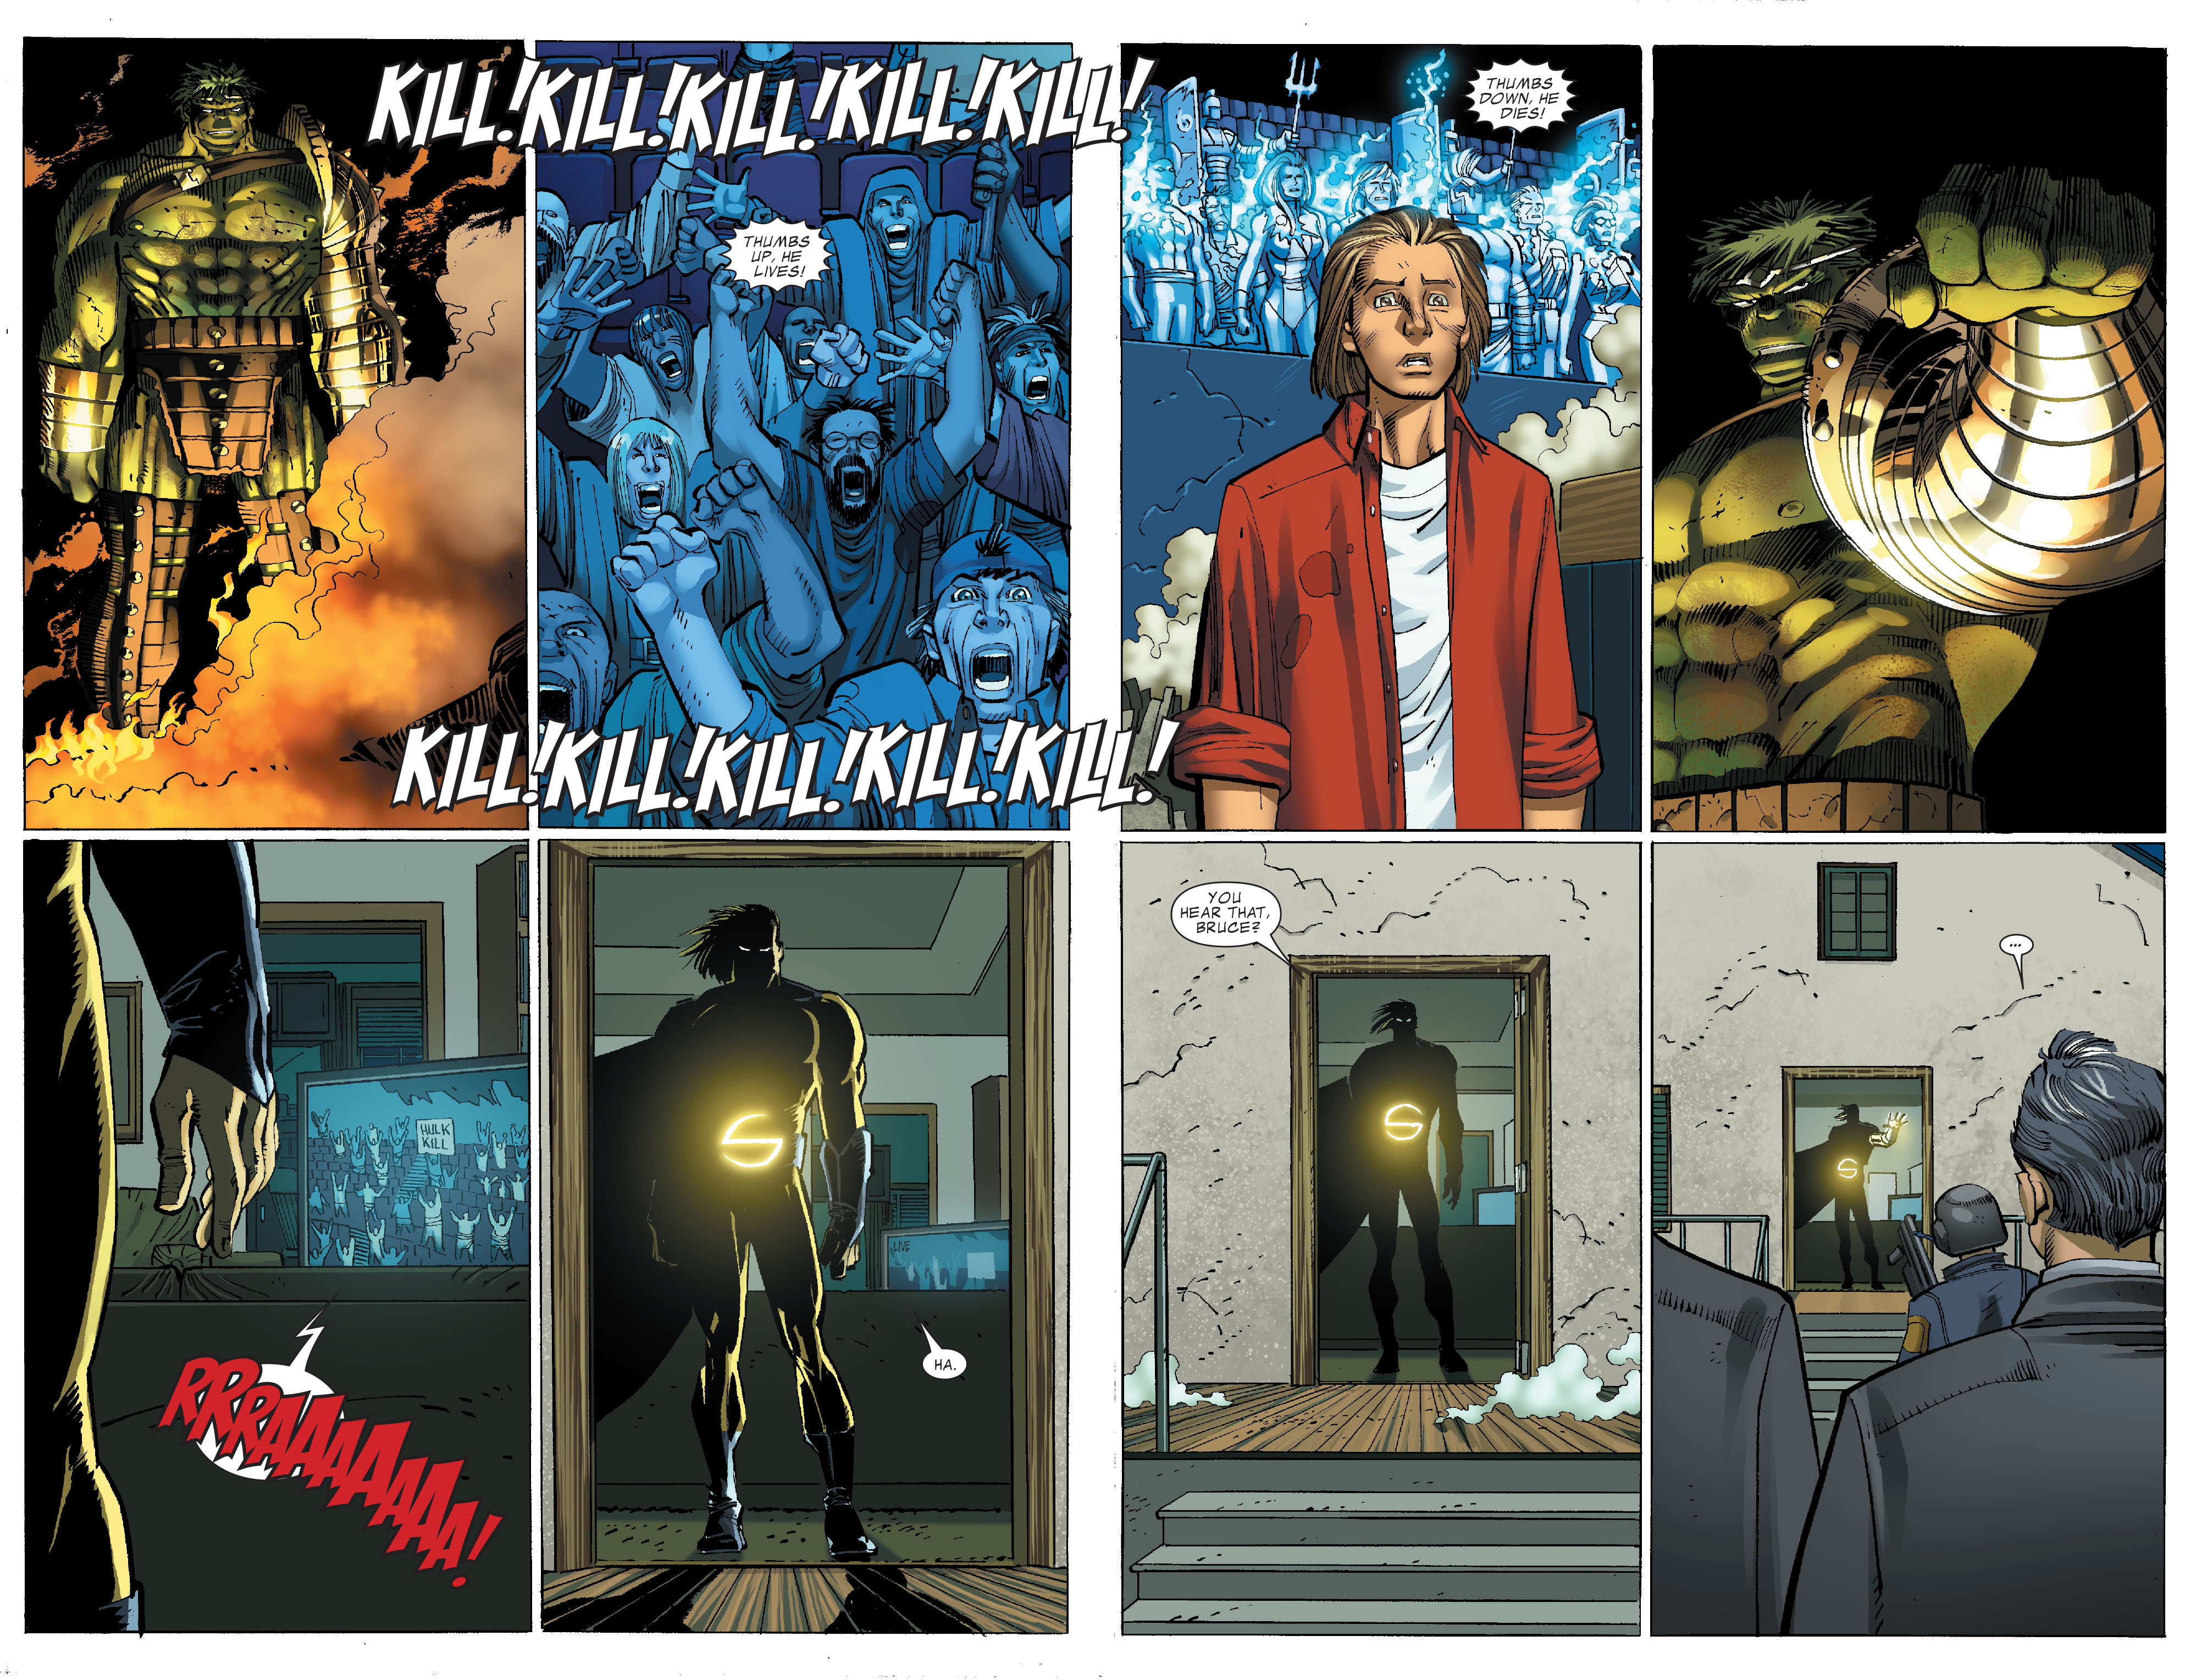 KILL! KILL! KILL! KILL! KILL!
THUMBS
UP, HE
LIVES!
THUMBS
DOWN, HE
DIES!
KILL! KILL! KILL! KILL! KILL!
HULK
KILL
RRRAAAAAAAA!
S
LIVE
HA.
YOU
HEAR THAT,
BRUCE?
S
...
S